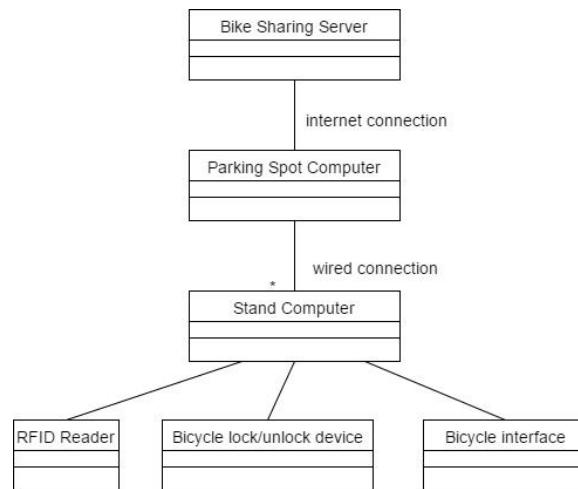 Bike Sharing Server
internet connection
Parking Spot Computer
wired connection
*
Stand Computer
RFID Reader
Bicycle lock/unlock device
Bicycle interface